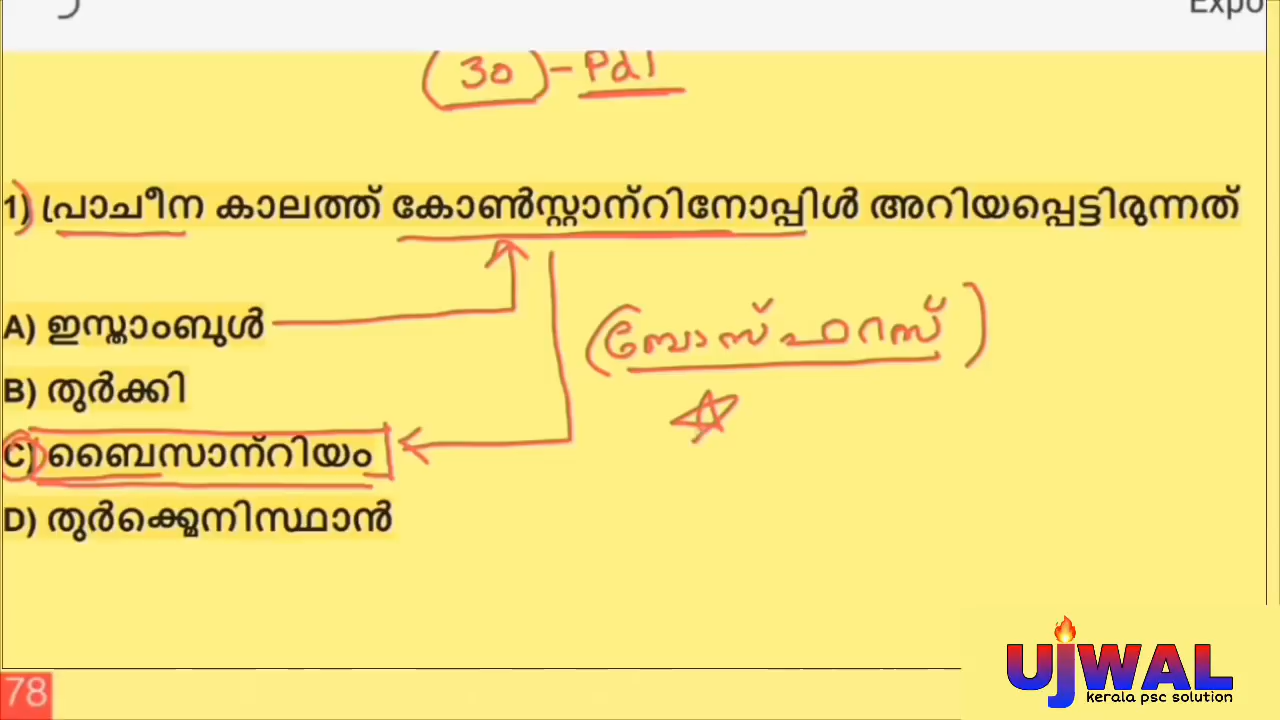 Expo
(30) - Pdf
1) പ്രാചീന കാലത്ത് കോൺസ്റ്റാന്റിനോപ്പിൾ അറിയപ്പെട്ടിരുന്നത്
A) ഇസ്താംബുൾ
(ബോസ്ഫറസ്)
B) തുർക്കി
C) ബൈസാന്റിയം
D) തുർക്ക്മെനിസ്ഥാൻ
78
UJWAL
kerala psc solution